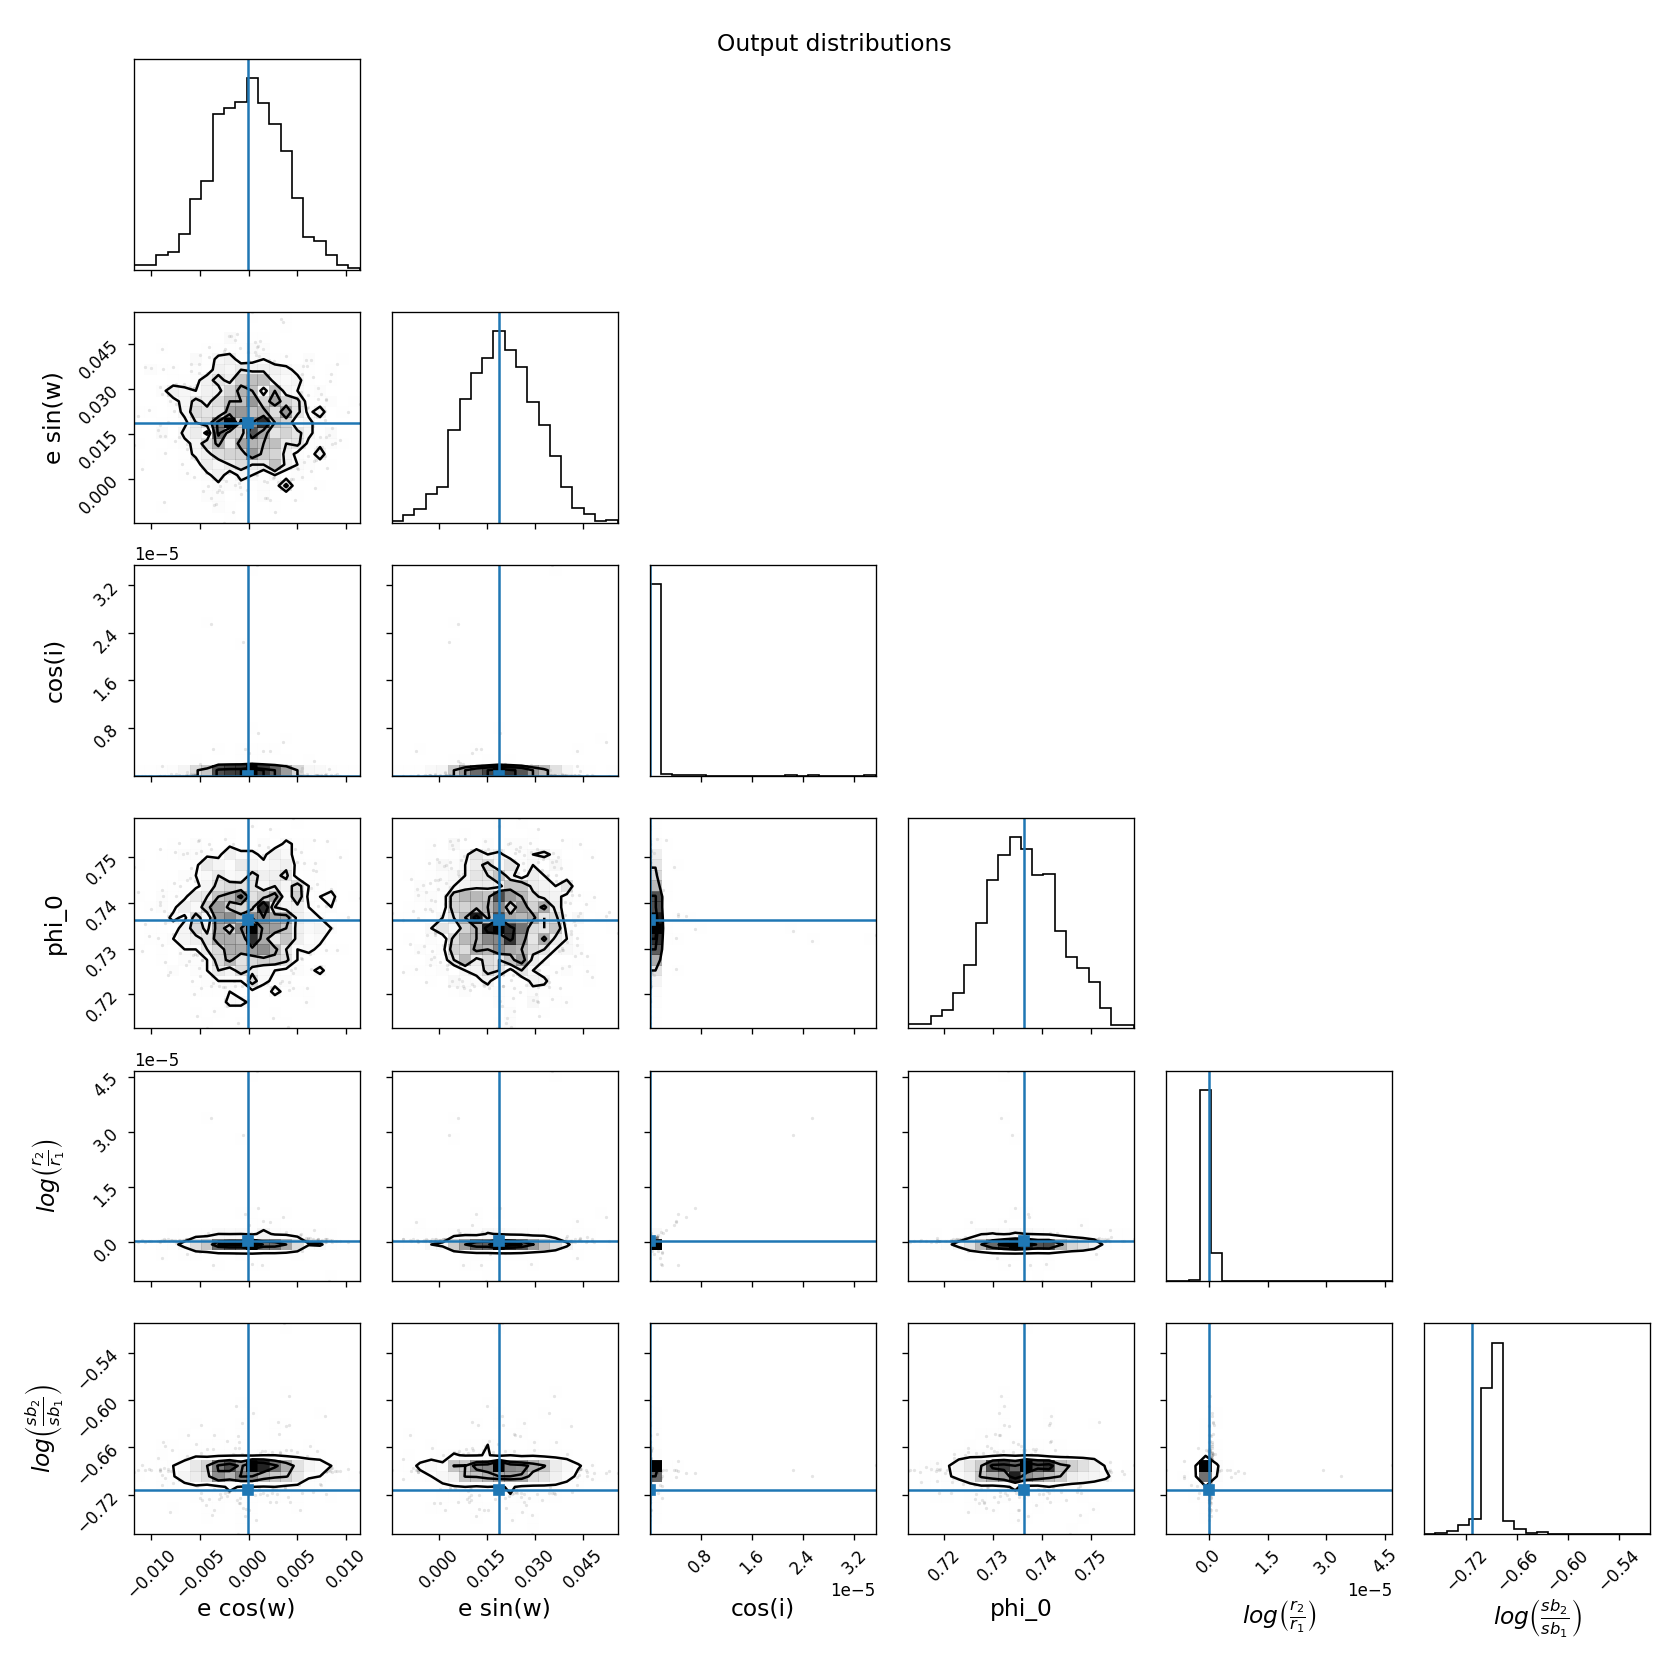 Output distributions
e sin(w)
0.045
0.030
0.015
0.000
1e−5
cos(i)
3.2
2.4
1.6
0.8
phi_0
0.75
0.74
0.73
0.72
1e−5
log(r₂/r₁)
4.5
3.0
1.5
0.0
log(sb₂/sb₁)
−0.54
−0.60
−0.66
−0.72
−0.010 −0.005 0.000 0.005 0.010 0.000 0.015 0.030 0.045 0.8 1.6 2.4 3.2 0.72 0.73 0.74 0.75 0.0 1.5 3.0 4.5 −0.72 −0.66 −0.60 −0.54
1e−5 1e−5
e cos(w) e sin(w) cos(i) phi_0 log(r₂/r₁) log(sb₂/sb₁)